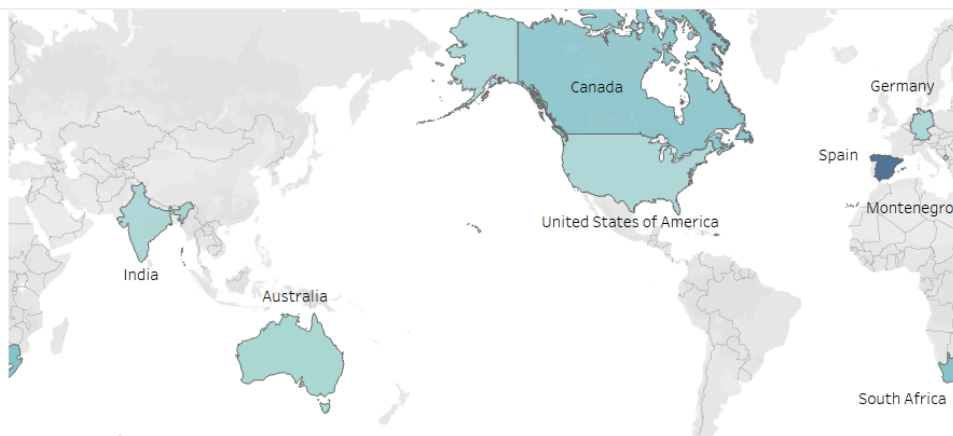 Canada
Germany
Spain
Montenegro
United States of America
India
Australia
South Africa